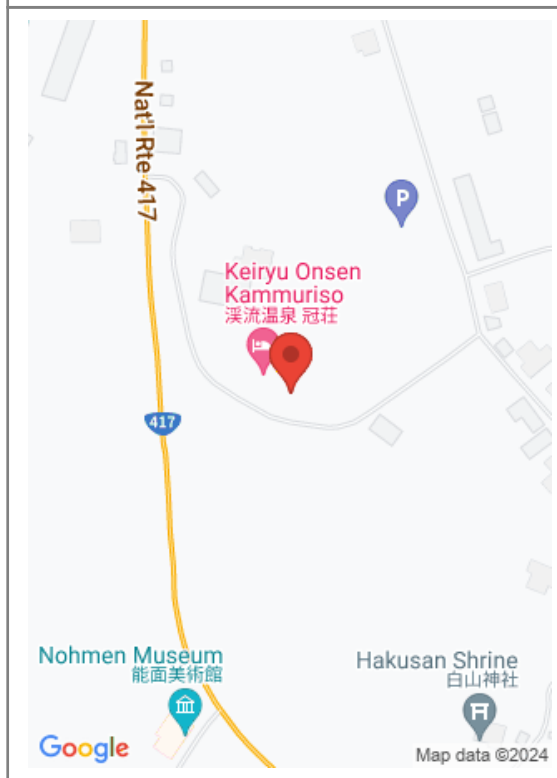 Nat'l Rte 417
P
Keiryu Onsen
Kammuriso
渓流温泉 冠荘
417
Nohmen Museum
能面美術館
Hakusan Shrine
白山神社
Google
Map data ©2024